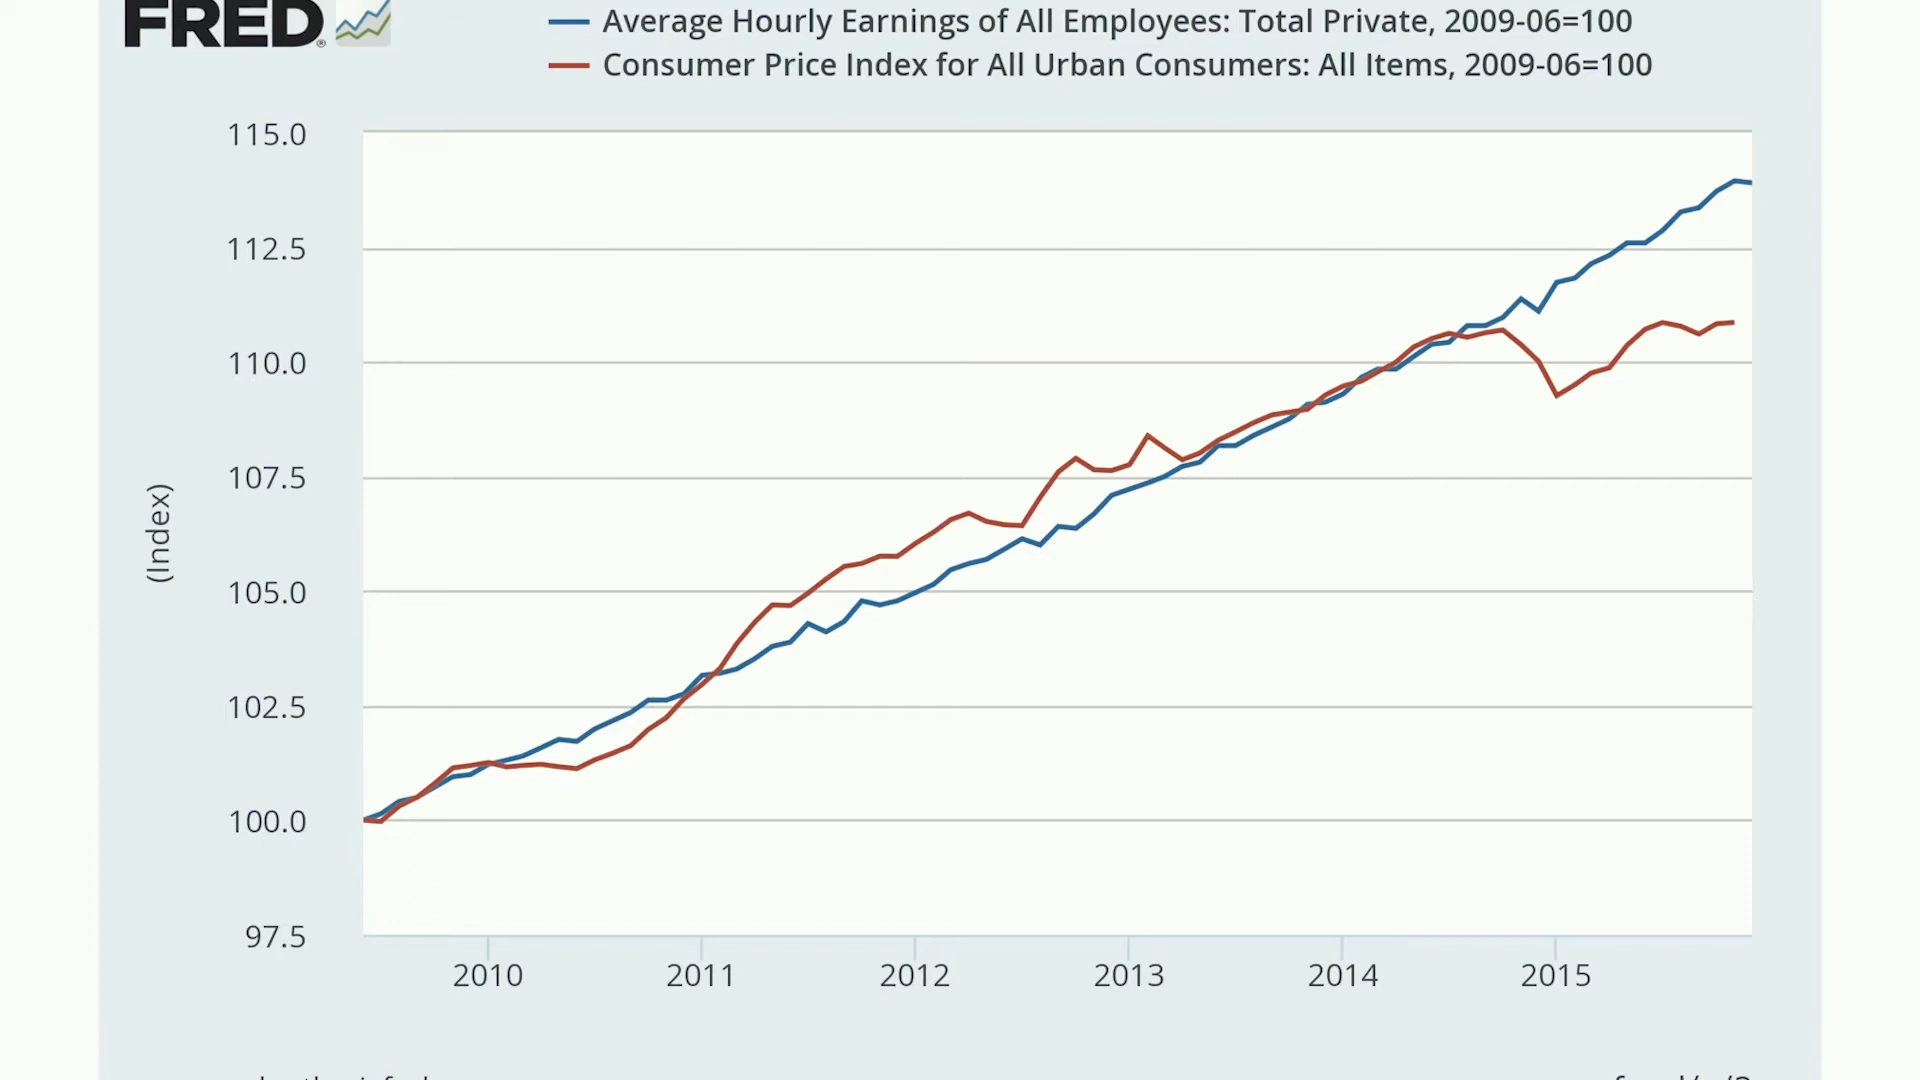 FRED®
Average Hourly Earnings of All Employees: Total Private, 2009-06=100
Consumer Price Index for All Urban Consumers: All Items, 2009-06=100
115.0
112.5
110.0
107.5
105.0
102.5
100.0
97.5
(Index)
2010 2011 2012 2013 2014 2015